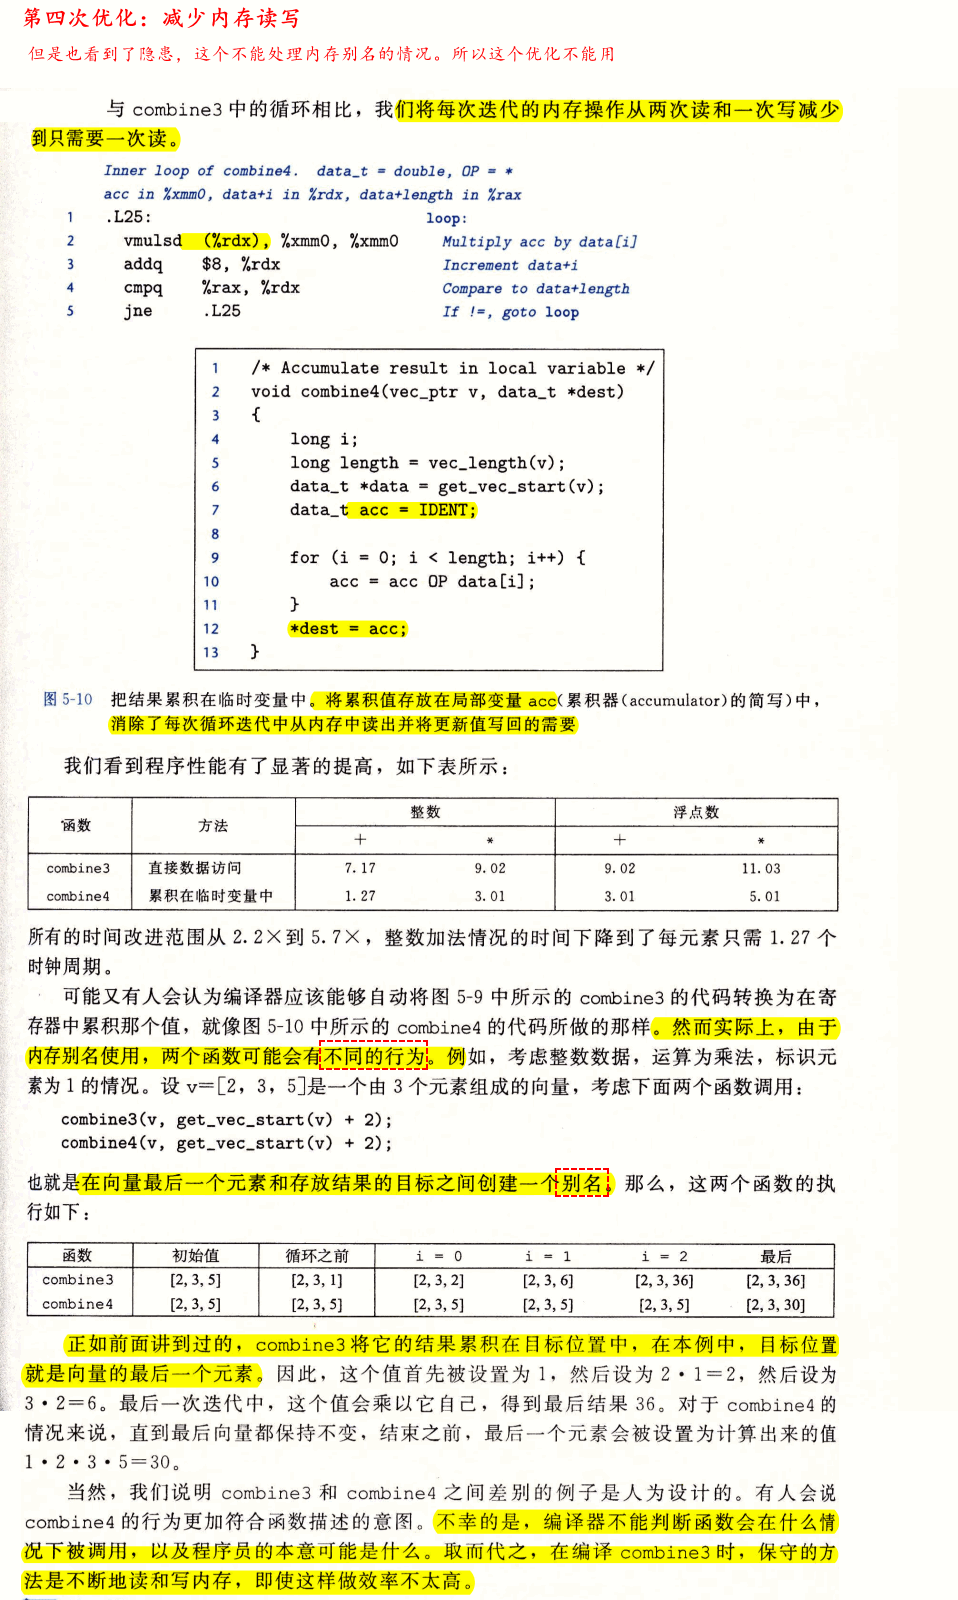 第四次优化：减少内存读写
但是也看到了隐患，这个不能处理内存别名的情况。所以这个优化不能用
与 combine3 中的循环相比，我们将每次迭代的内存操作从两次读和一次写减少
到只需要一次读。
Inner loop of combine4. data_t = double, OP = *
acc in %xmm0, data+i in %rdx, data+length in %rax
1 .L25: loop:
2 vmulsd (%rdx), %xmm0, %xmm0 Multiply acc by data[i]
3 addq $8, %rdx Increment data+i
4 cmpq %rax, %rdx Compare to data+length
5 jne .L25 If !=, goto loop
1 /* Accumulate result in local variable */
2 void combine4(vec_ptr v, data_t *dest)
3 {
4 long i;
5 long length = vec_length(v);
6 data_t *data = get_vec_start(v);
7 data_t acc = IDENT;
8
9 for (i = 0; i < length; i++) {
10 acc = acc OP data[i];
11 }
12 *dest = acc;
13 }
图 5-10 把结果累积在临时变量中。将累积值存放在局部变量 acc(累积器(accumulator)的简写)中，
消除了每次循环迭代中从内存中读出并将更新值写回的需要
我们看到程序性能有了显著的提高，如下表所示：
函数 方法 整数 浮点数
+ * + *
combine3 直接数据访问 7.17 9.02 9.02 11.03
combine4 累积在临时变量中 1.27 3.01 3.01 5.01
所有的时间改进范围从 2.2×到 5.7×，整数加法情况的时间下降到了每元素只需 1.27 个
时钟周期。
可能又有人会认为编译器应该能够自动将图 5-9 中所示的 combine3 的代码转换为在寄
存器中累积那个值，就像图 5-10 中所示的 combine4 的代码所做的那样。然而实际上，由于
内存别名使用，两个函数可能会有不同的行为。例如，考虑整数数据，运算为乘法，标识元
素为 1 的情况。设 v=[2，3，5]是一个由 3 个元素组成的向量，考虑下面两个函数调用：
combine3(v, get_vec_start(v) + 2);
combine4(v, get_vec_start(v) + 2);
也就是在向量最后一个元素和存放结果的目标之间创建一个别名。那么，这两个函数的执
行如下：
函数 初始值 循环之前 i = 0 i = 1 i = 2 最后
combine3 [2, 3, 5] [2, 3, 1] [2, 3, 2] [2, 3, 6] [2, 3, 36] [2, 3, 36]
combine4 [2, 3, 5] [2, 3, 5] [2, 3, 5] [2, 3, 5] [2, 3, 5] [2, 3, 30]
正如前面讲到过的，combine3 将它的结果累积在目标位置中，在本例中，目标位置
就是向量的最后一个元素。因此，这个值首先被设置为 1，然后设为 2·1=2，然后设为
3·2=6。最后一次迭代中，这个值会乘以它自己，得到最后结果 36。对于 combine4 的
情况来说，直到最后向量都保持不变，结束之前，最后一个元素会被设置为计算出来的值
1·2·3·5=30。
当然，我们说明 combine3 和 combine4 之间差别的例子是人为设计的。有人会说
combine4 的行为更加符合函数描述的意图。不幸的是，编译器不能判断函数会在什么情
况下被调用，以及程序员的本意可能是什么。取而代之，在编译 combine3 时，保守的方
法是不断地读和写内存，即使这样做效率不太高。